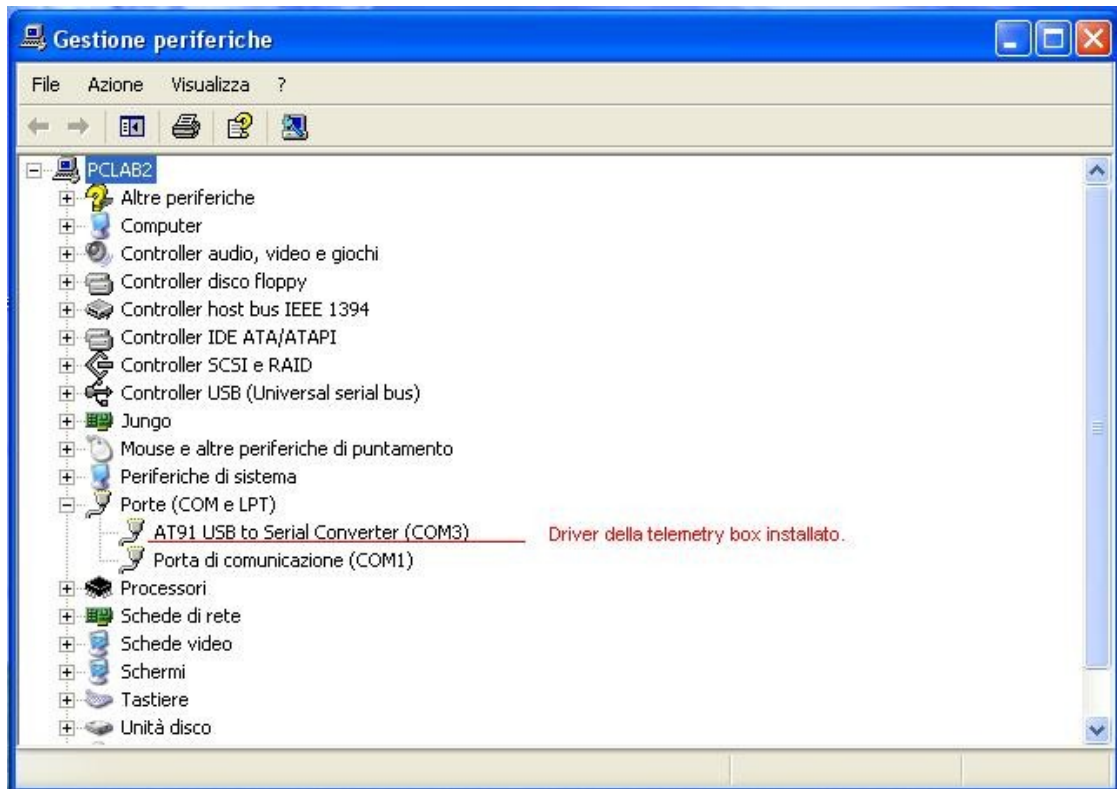 Gestione periferiche
File Azione Visualizza ?
PCLAB2
Altre periferiche
Computer
Controller audio, video e giochi
Controller disco floppy
Controller host bus IEEE 1394
Controller IDE ATA/ATAPI
Controller SCSI e RAID
Controller USB (Universal serial bus)
Jungo
Mouse e altre periferiche di puntamento
Periferiche di sistema
Porte (COM e LPT)
AT91 USB to Serial Converter (COM3) Driver della telemetry box installato.
Porta di comunicazione (COM1)
Processori
Schede di rete
Schede video
Schermi
Tastiere
Unità disco